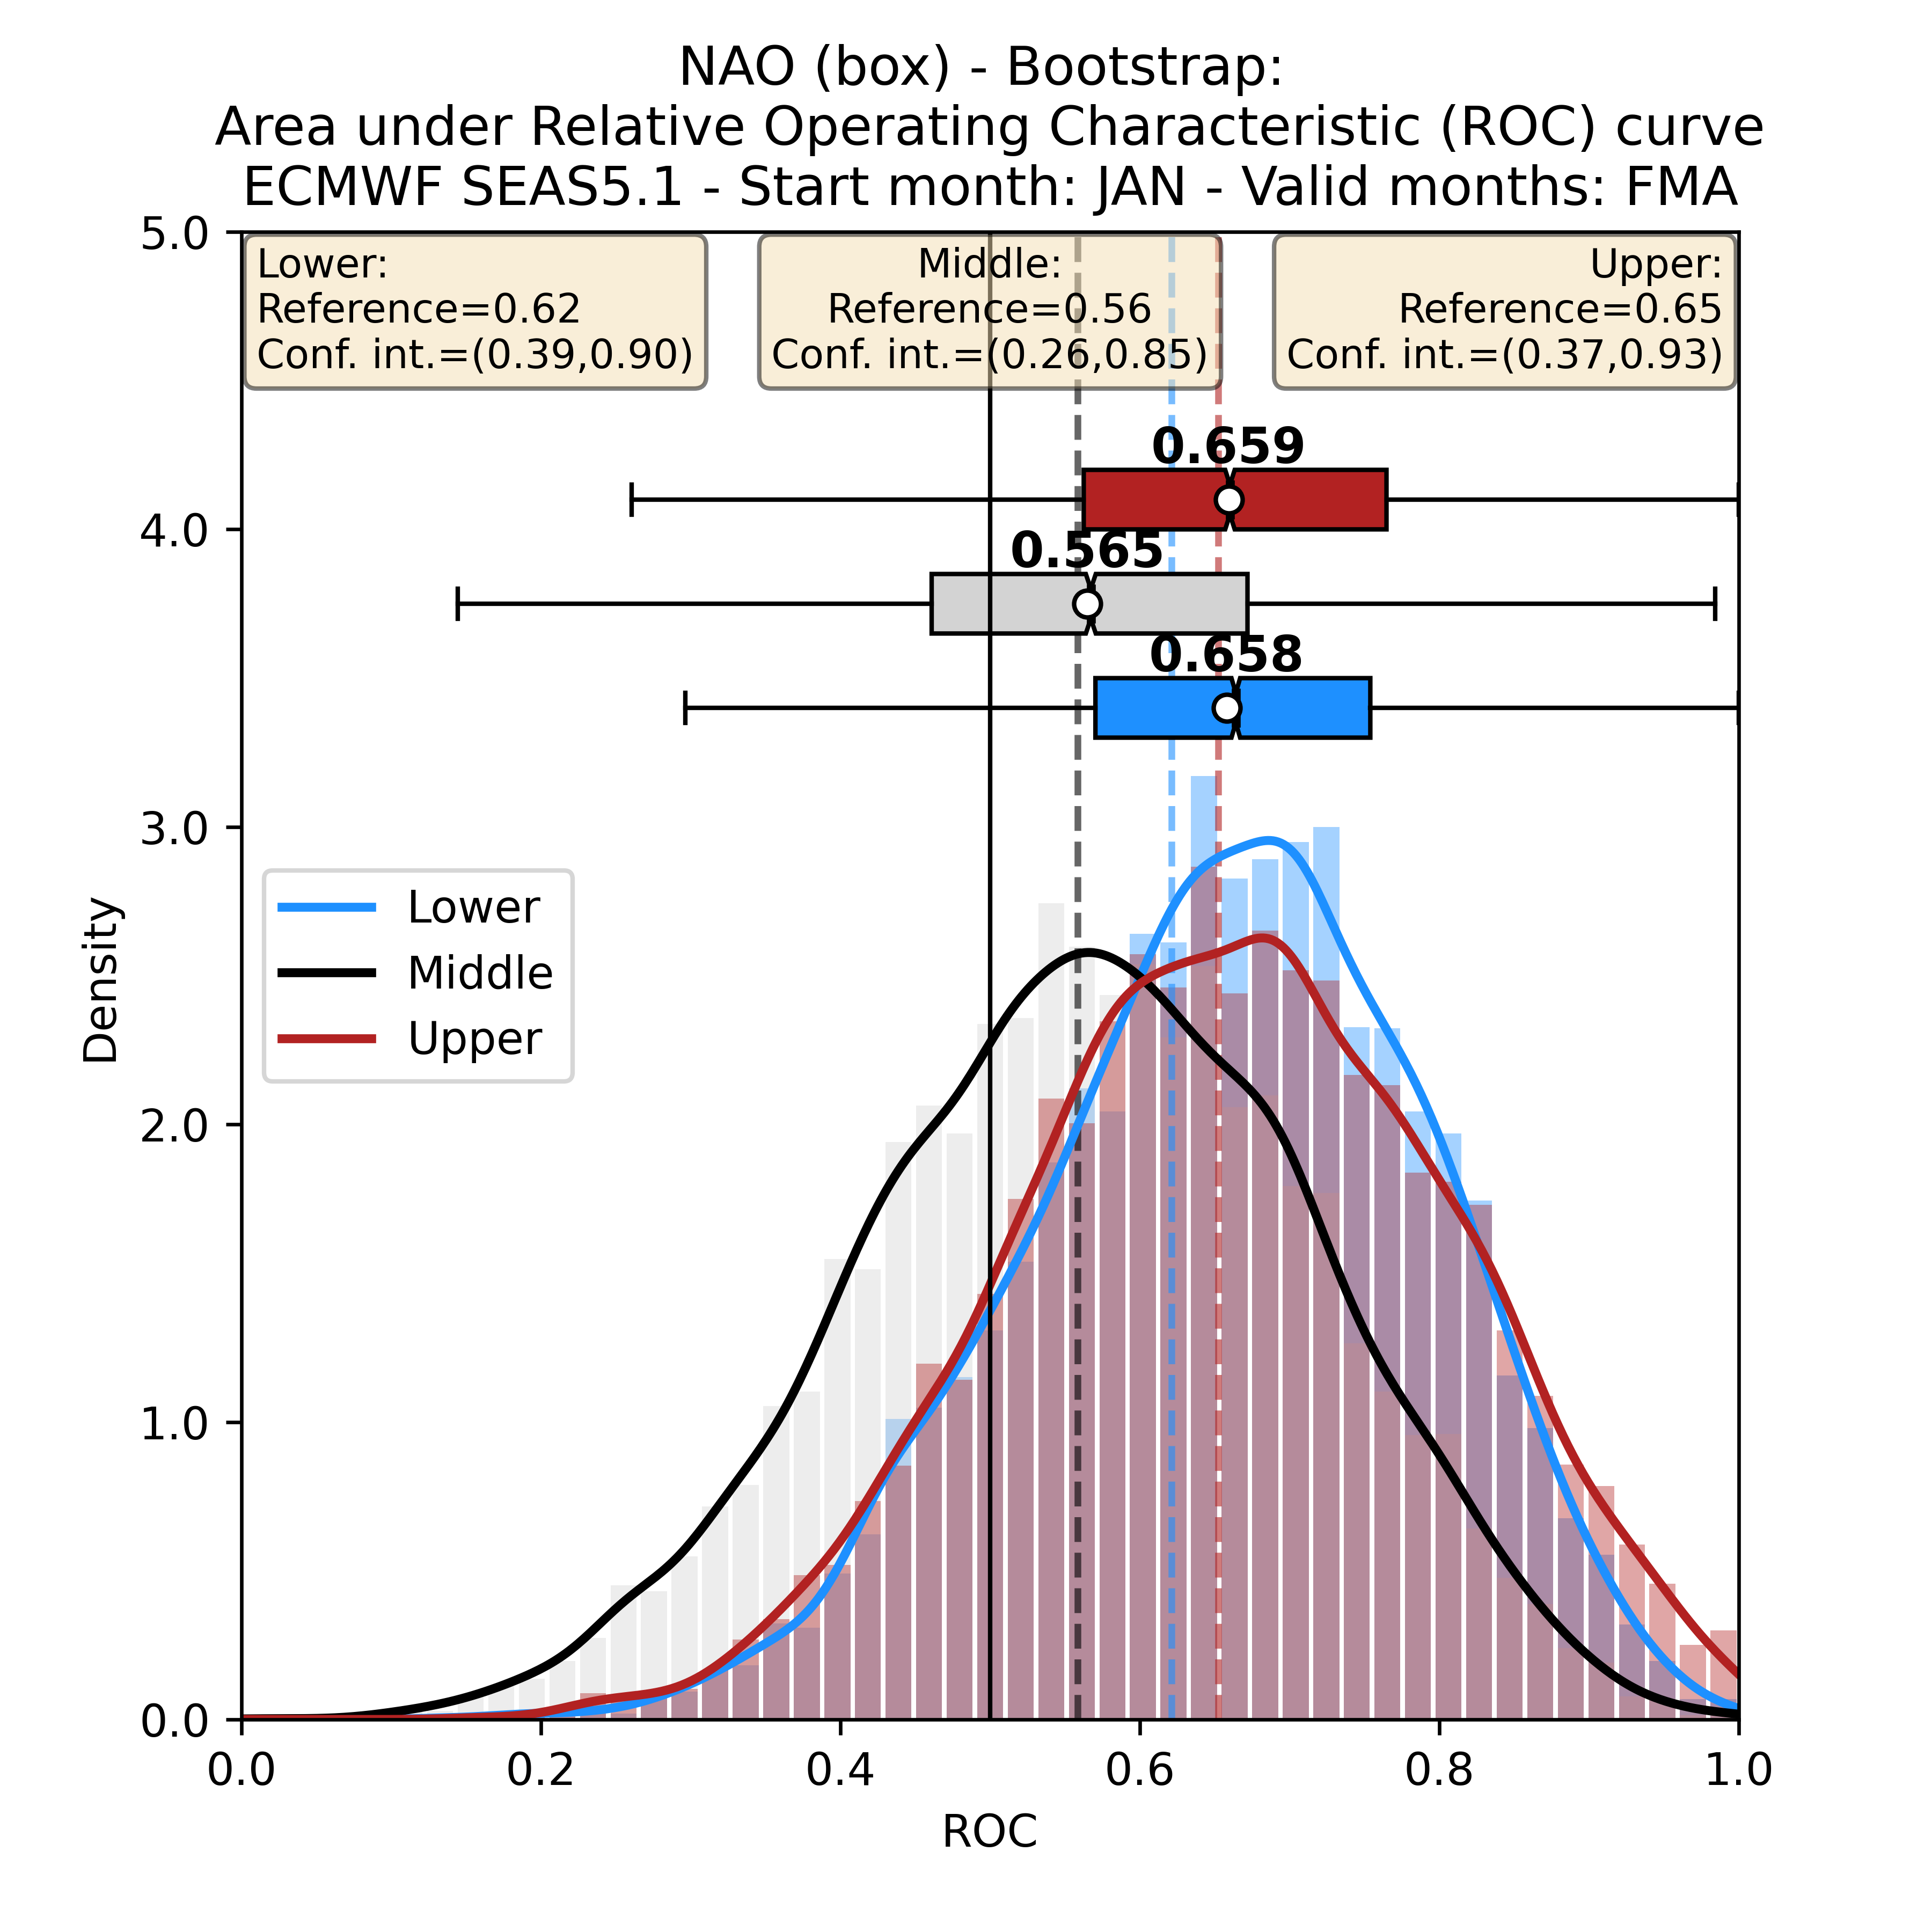 NAO (box) - Bootstrap:
Area under Relative Operating Characteristic (ROC) curve
ECMWF SEAS5.1 - Start month: JAN - Valid months: FMA
Lower:
Reference=0.62
Conf. int.=(0.39,0.90)
Middle:
Reference=0.56
Conf. int.=(0.26,0.85)
Upper:
Reference=0.65
Conf. int.=(0.37,0.93)
0.659
0.565
0.658
5.0
4.0
3.0
2.0
1.0
0.0
Density
Lower
Middle
Upper
0.0
0.2
0.4
0.6
0.8
1.0
ROC